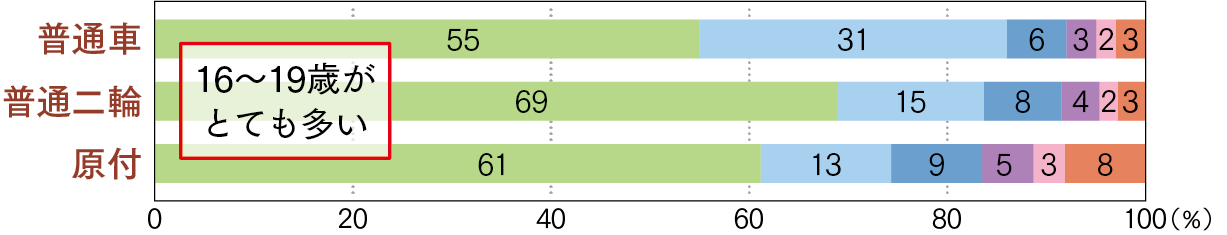 普通車 55 31 6 3 2 3
16〜19歳が
とても多い
普通二輪 69 15 8 4 2 3
原付 61 13 9 5 3 8
0 20 40 60 80 100(%)